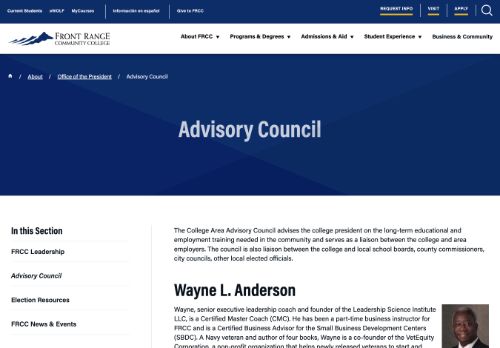 Current Students eWOLF MyCourses Información en español Give to FRCC REQUEST INFO VISIT APPLY
FRONT RANGE
COMMUNITY COLLEGE
About FRCC Programs & Degrees Admissions & Aid Student Experience Business & Community
/ About / Office of the President / Advisory Council
Advisory Council
In this Section
FRCC Leadership
Advisory Council
Election Resources
FRCC News & Events
The College Area Advisory Council advises the college president on the long-term educational and
employment training needed in the community and serves as a liaison between the college and area
employers. The council is also liaison between the college and local school boards, county commissioners,
city councils, other local elected officials.
Wayne L. Anderson
Wayne, senior executive leadership coach and founder of the Leadership Science Institute
LLC, is a Certified Master Coach (CMC). He has been a part-time business instructor for
FRCC and is a Certified Business Advisor for the Small Business Development Centers
(SBDC). A Navy veteran and author of four books, Wayne is a co-founder of the VetEquity
Corporation, a non-profit organization that helps newly released veterans to start and